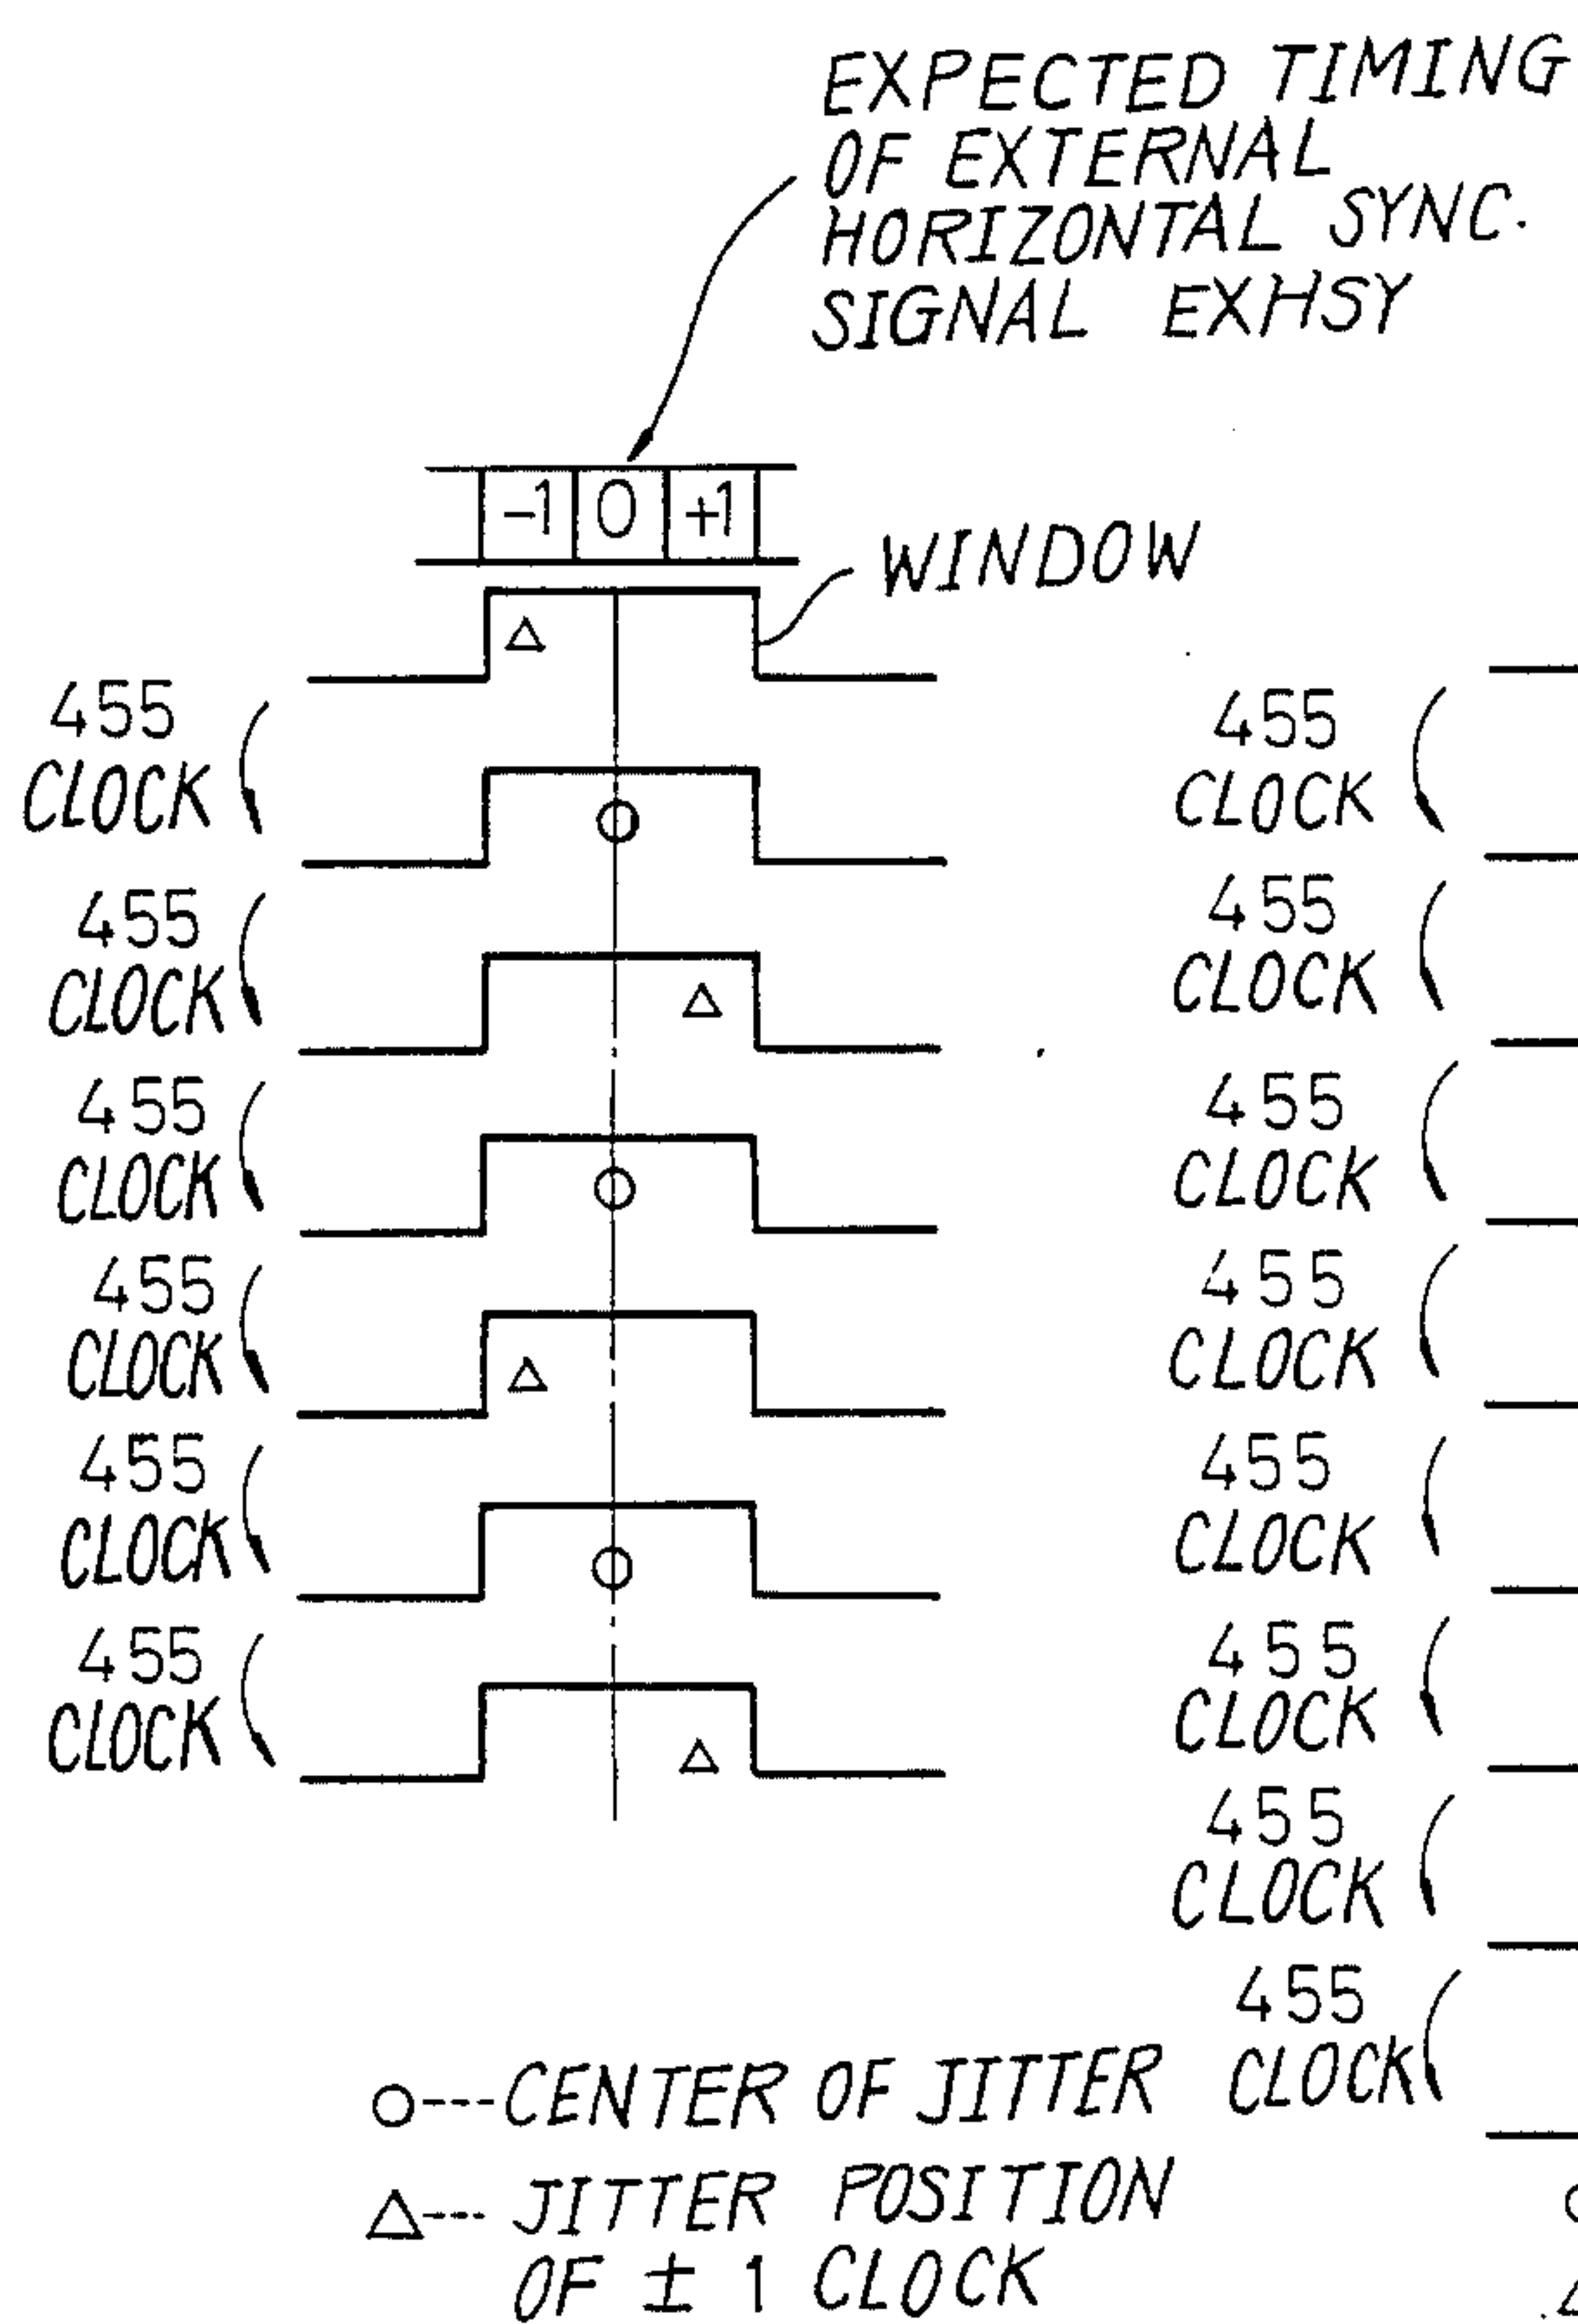 EXPECTED TIMING
OF EXTERNAL
HORIZONTAL SYNC.
SIGNAL EXHSY
-1 0 +1
WINDOW
455
CLOCK
455
CLOCK
455
CLOCK
455
CLOCK
455
CLOCK
455
CLOCK
455
CLOCK
455
CLOCK
455
CLOCK
455
CLOCK
455
CLOCK
455
CLOCK
455
CLOCK
455
CLOCK
○---CENTER OF JITTER
△--- JITTER POSITION
OF ± 1 CLOCK